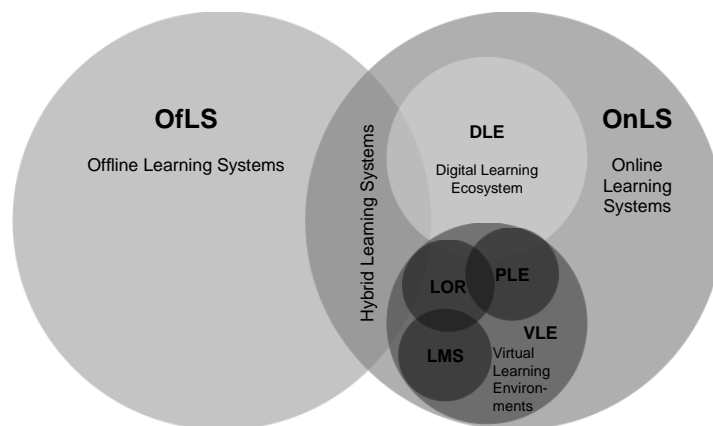 OfLS
Offline Learning Systems
Hybrid Learning Systems
DLE
Digital Learning
Ecosystem
OnLS
Online
Learning
Systems
LOR
PLE
LMS
VLE
Virtual
Learning
Environ-
ments